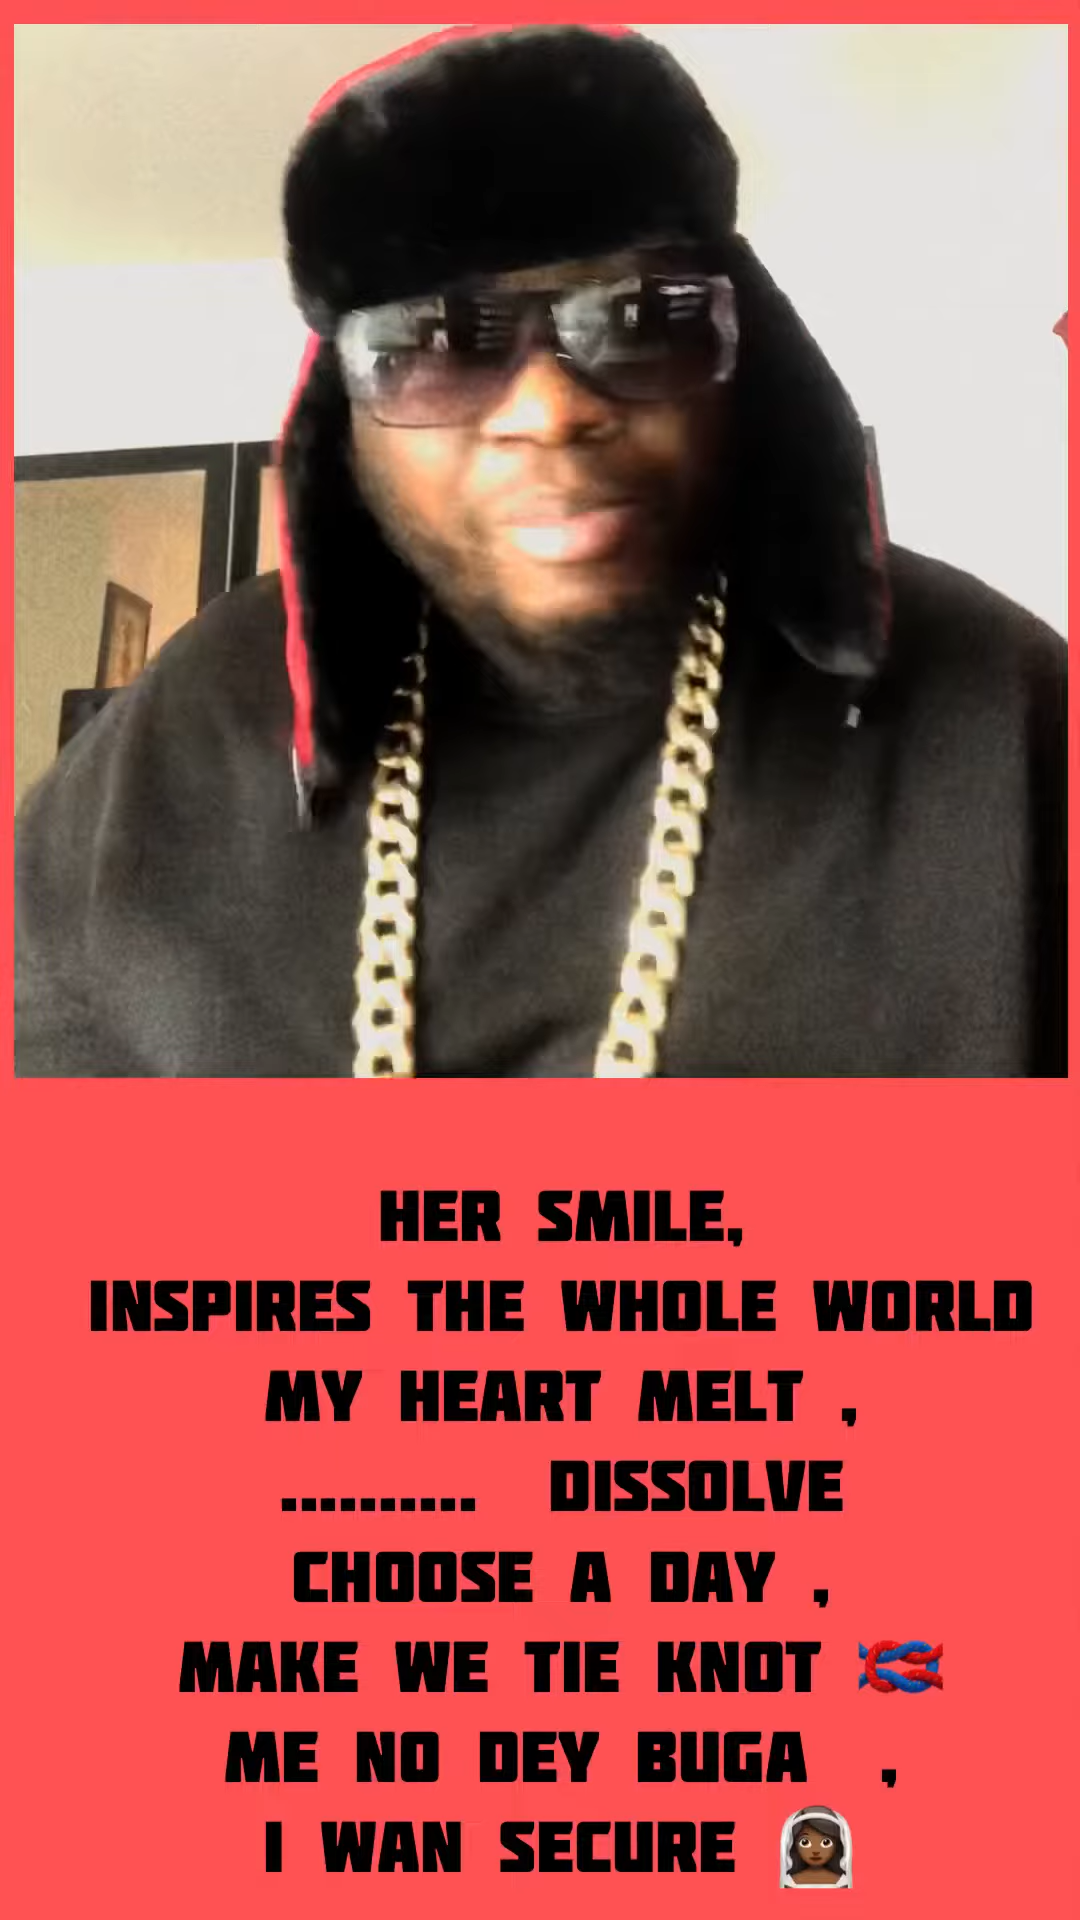 HER SMILE,
INSPIRES THE WHOLE WORLD
MY HEART MELT ,
.......... DISSOLVE
CHOOSE A DAY ,
MAKE WE TIE KNOT 🪢
ME NO DEY BUGA ,
I WAN SECURE 👰🏾